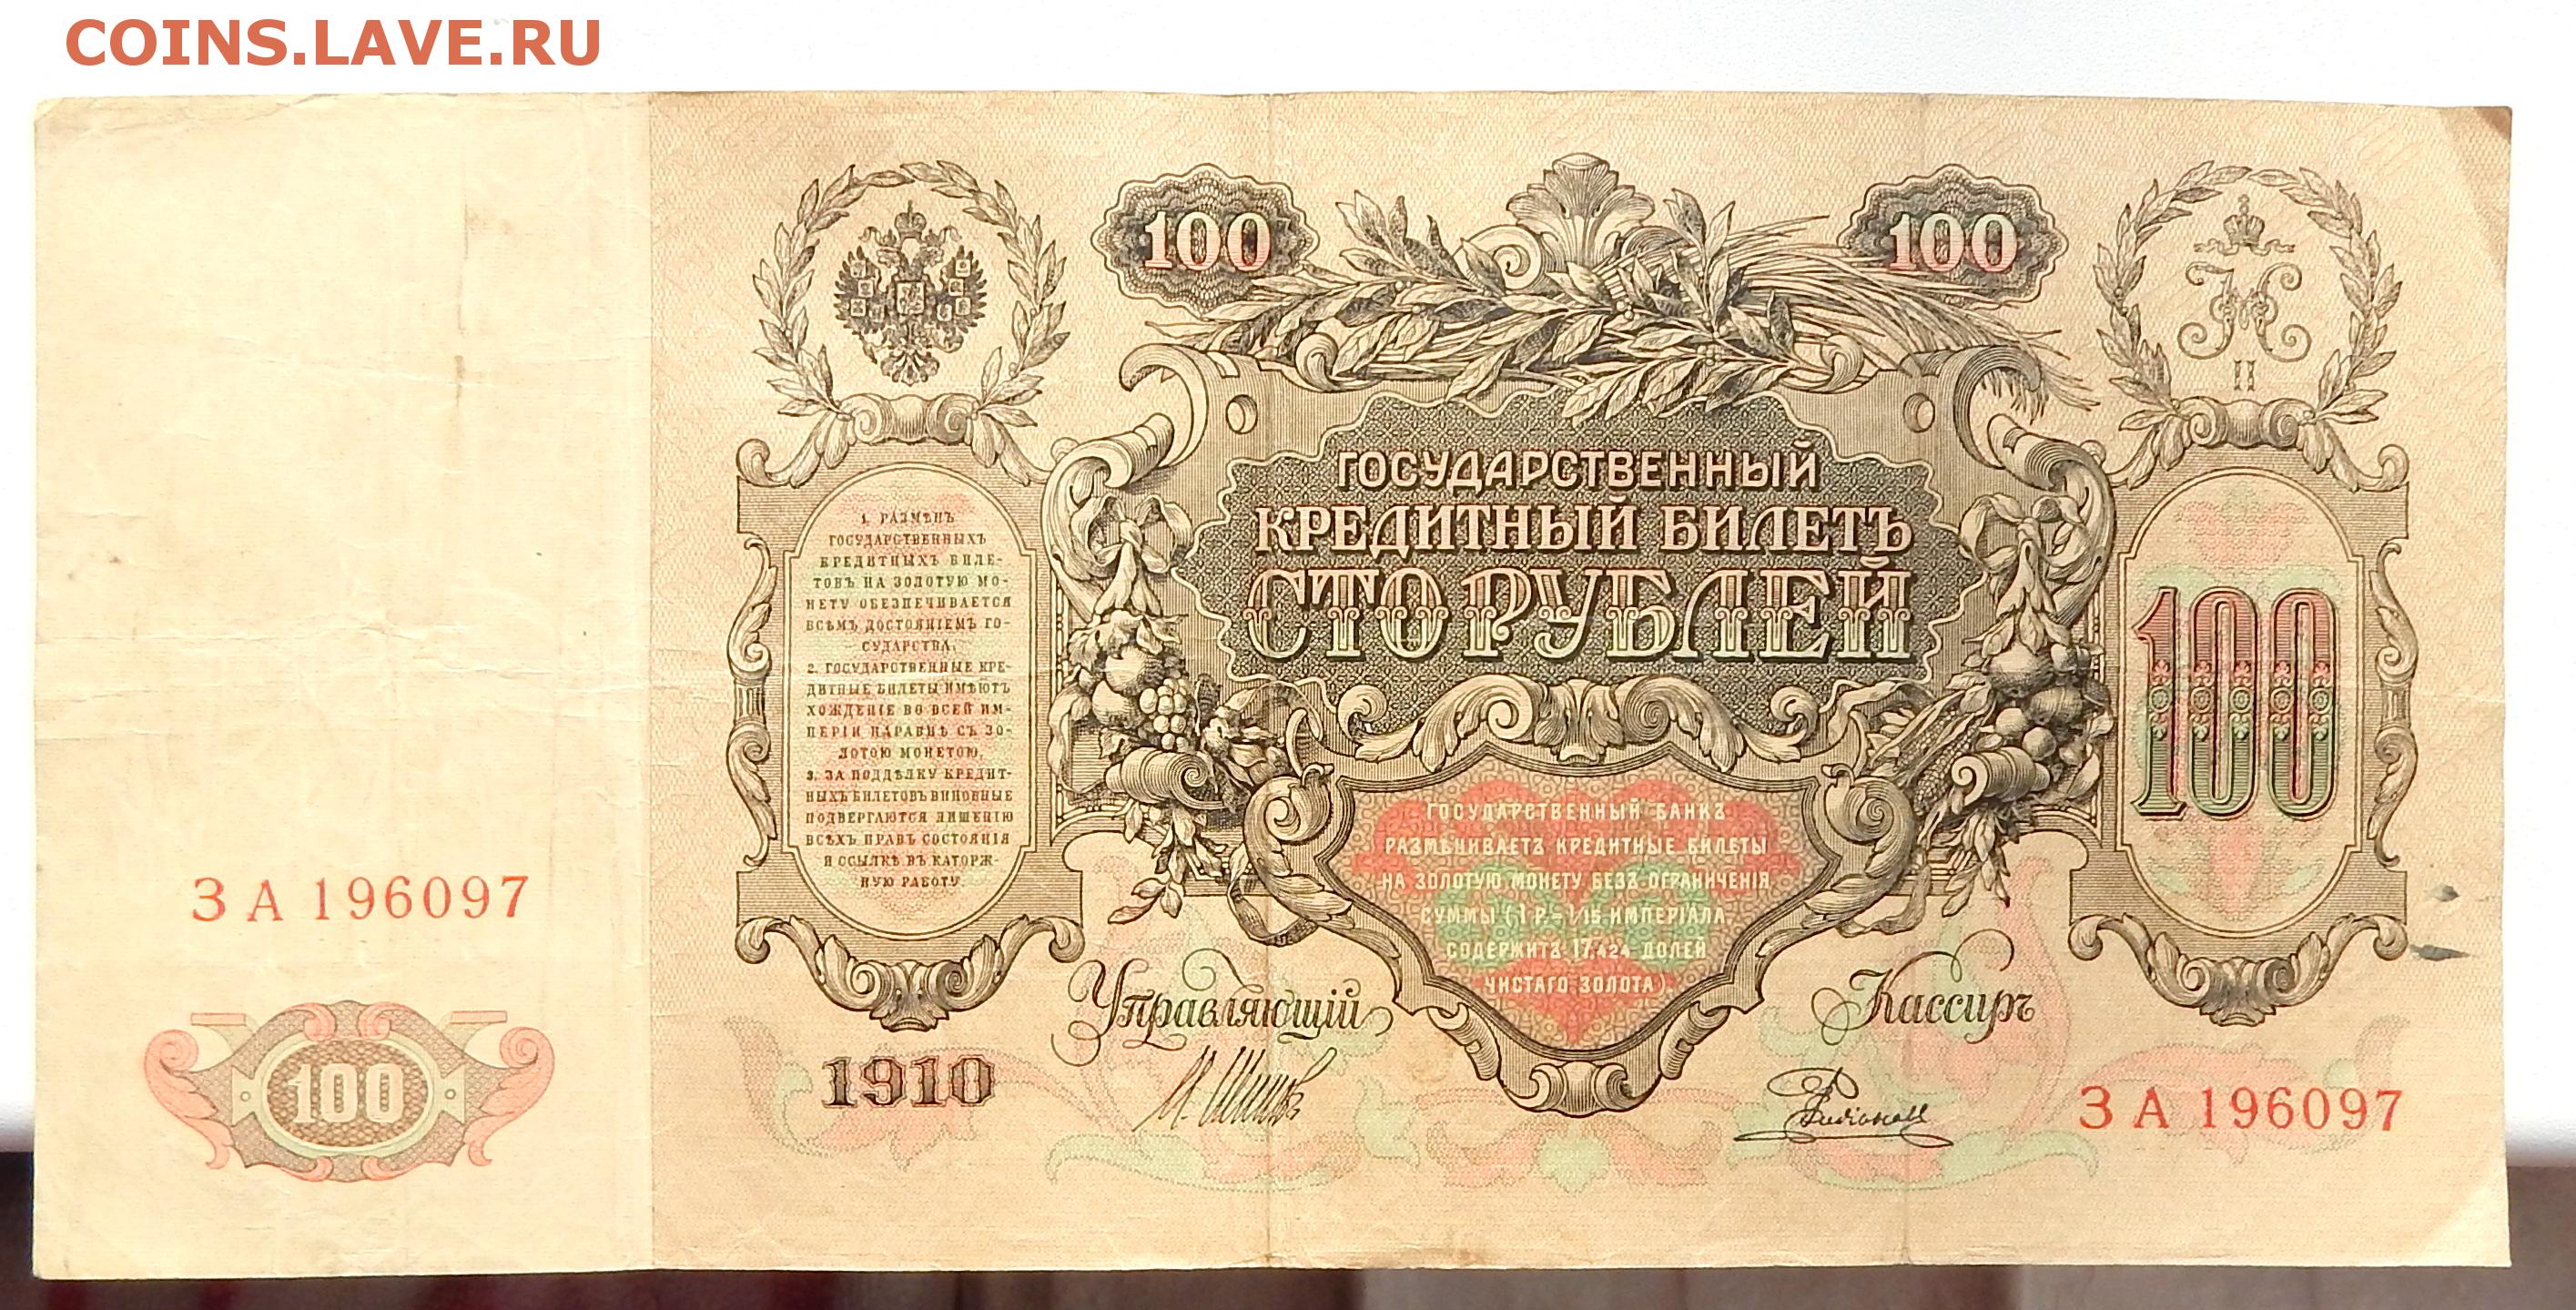 COINS.LAVE.RU
100
100
II
ГОСУДАРСТВЕННЫЙ
КРЕДИТНЫЙ БИЛЕТЪ
СТО РУБЛЕЙ
1. РАЗМѢНЪ
ГОСУДАРСТВЕННЫХЪ
КРЕДИТНЫХЪ БИЛЕ-
ТОВЪ НА ЗОЛОТУЮ МО-
НЕТУ ОБЕЗПЕЧИВАЕТСЯ
ВСѢМЪ ДОСТОЯНІЕМЪ ГО-
СУДАРСТВА.
2. ГОСУДАРСТВЕННЫЕ КРЕ-
ДИТНЫЕ БИЛЕТЫ ИМѢЮТЪ
ХОЖДЕНІЕ ВО ВСЕЙ ИМ-
ПЕРІИ НАРАВНѢ СЪ ЗО-
ЛОТОЮ МОНЕТОЮ.
3. ЗА ПОДДѢЛКУ КРЕДИТ-
НЫХЪ БИЛЕТОВЪ ВИНОВНЫЕ
ПОДВЕРГАЮТСЯ ЛИШЕНІЮ
ВСѢХЪ ПРАВЪ СОСТОЯНІЯ
И ССЫЛКѢ ВЪ КАТОРЖ-
НУЮ РАБОТУ.
100
ГОСУДАРСТВЕННЫЙ БАНКЪ
РАЗМѢНИВАЕТЪ КРЕДИТНЫЕ БИЛЕТЫ
НА ЗОЛОТУЮ МОНЕТУ БЕЗЪ ОГРАНИЧЕНІЯ
СУММЫ (1 Р.= 1/15 ИМПЕРІАЛА,
СОДЕРЖИТЪ 17,424 ДОЛЕЙ
ЧИСТАГО ЗОЛОТА).
ЗА 196097
100
Управляющій
Кассиръ
1910
И. Шипов
ЗА 196097